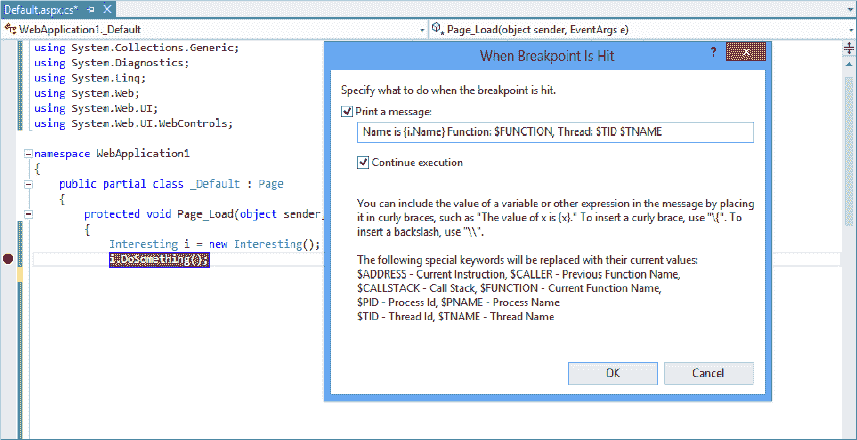 Default.aspx.cs*
WebApplication1._Default
Page_Load(object sender, EventArgs e)
using System.Collections.Generic;
using System.Diagnostics;
using System.Linq;
using System.Web;
using System.Web.UI;
using System.Web.UI.WebControls;
namespace WebApplication1
{
public partial class _Default : Page
{
protected void Page_Load(object sender,
{
Interesting i = new Interesting();
i.DoSomething();
When Breakpoint Is Hit
?
x
Specify what to do when the breakpoint is hit.
Print a message:
Name is {i.Name} Function: $FUNCTION, Thread: $TID $TNAME
Continue execution
You can include the value of a variable or other expression in the message by placing
it in curly braces, such as "The value of x is {x}." To insert a curly brace, use "\{". To
insert a backslash, use "\\".
The following special keywords will be replaced with their current values:
$ADDRESS - Current Instruction, $CALLER - Previous Function Name,
$CALLSTACK - Call Stack, $FUNCTION - Current Function Name,
$PID - Process Id, $PNAME - Process Name
$TID - Thread Id, $TNAME - Thread Name
OK
Cancel